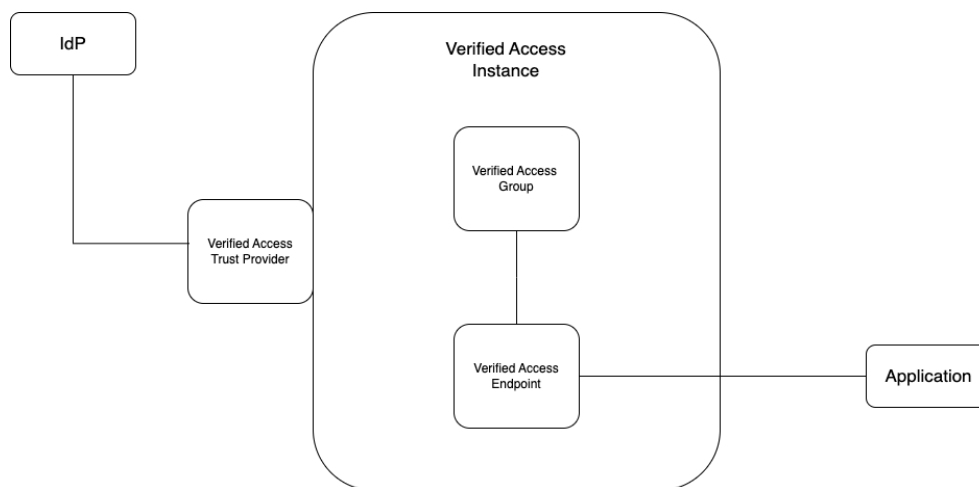 IdP
Verified Access
Instance
Verified Access
Group
Verified Access
Trust Provider
Verified Access
Endpoint
Application